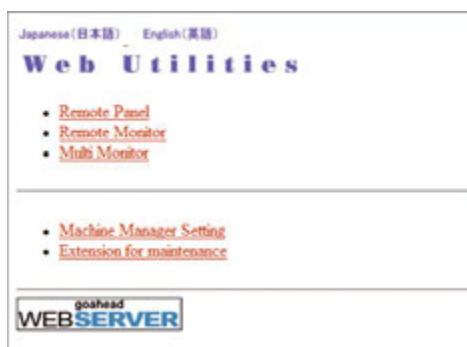 Japanese(日本語) English(英語)
Web Utilities
Remote Panel
Remote Monitor
Multi Monitor
Machine Manager Setting
Extension for maintenance
goahead
WEBSERVER